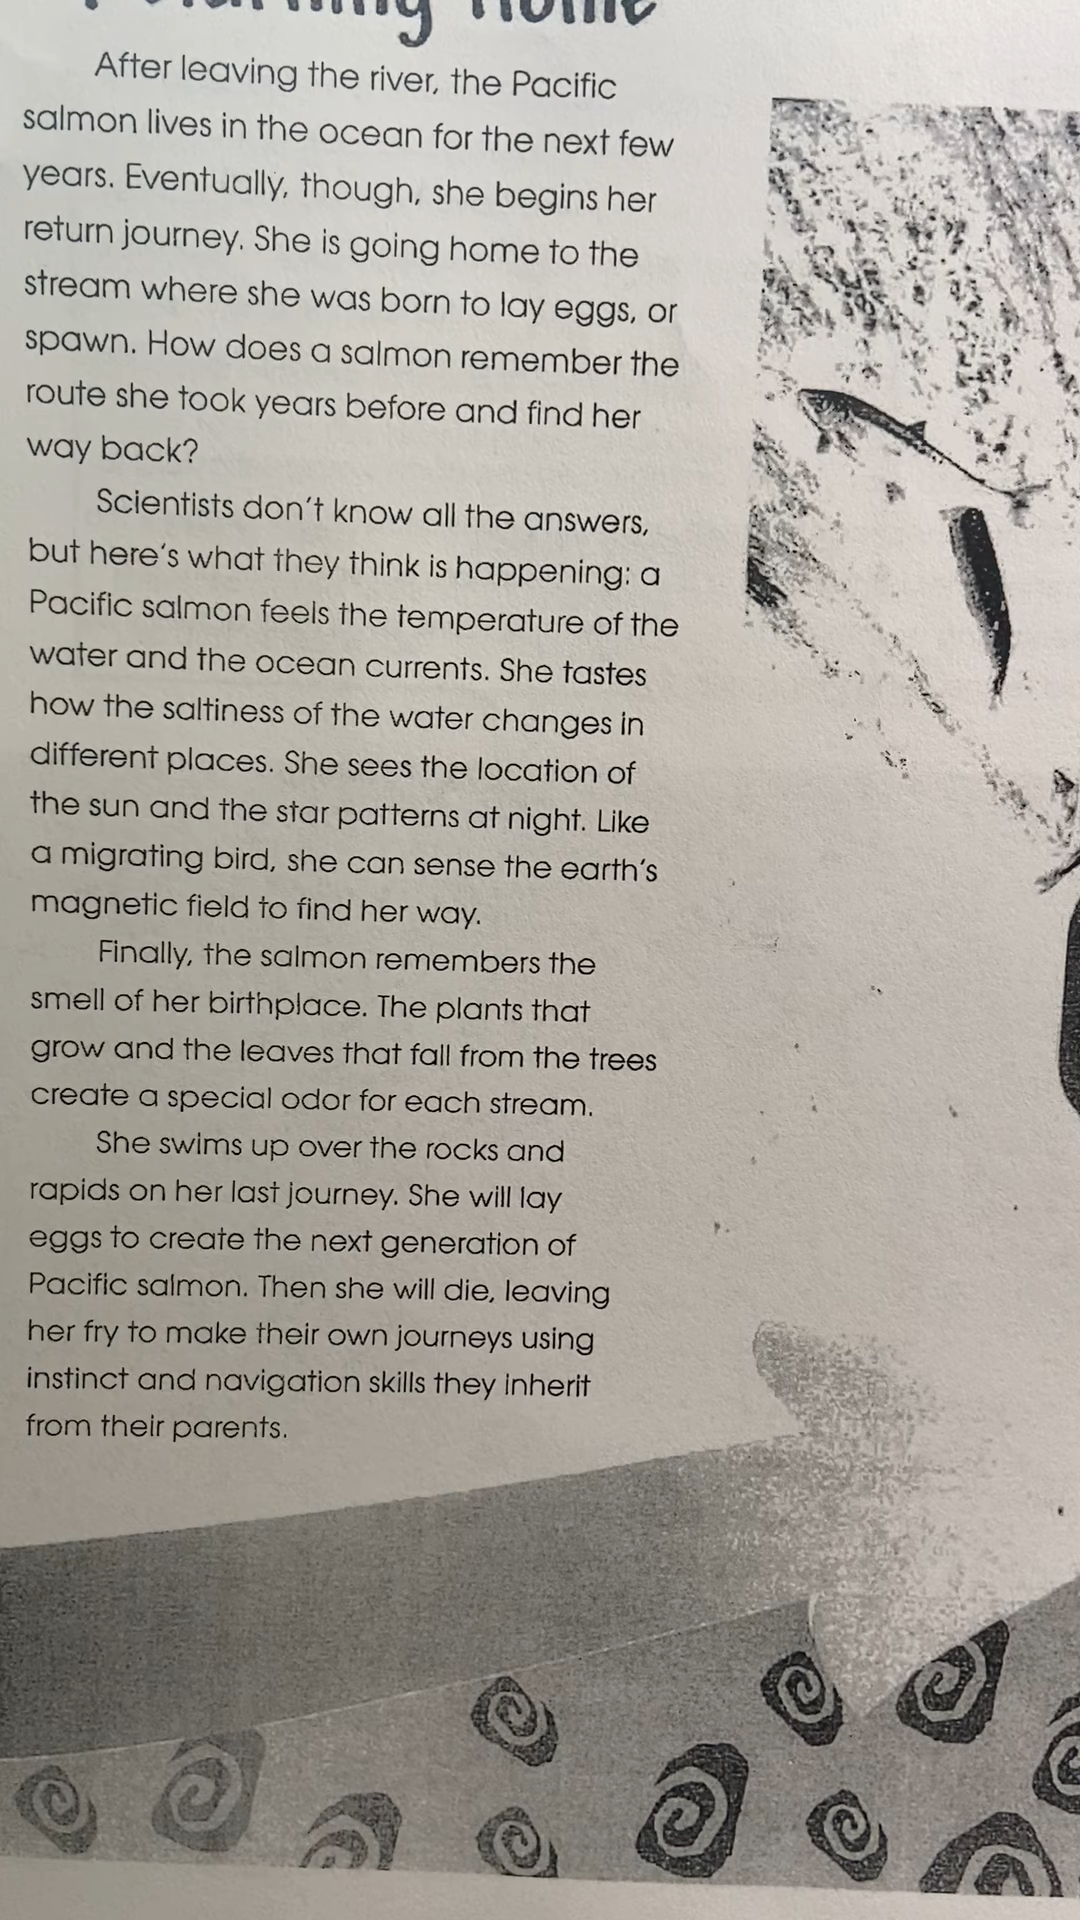 Home
After leaving the river, the Pacific
salmon lives in the ocean for the next few
years. Eventually, though, she begins her
return journey. She is going home to the
stream where she was born to lay eggs, or
spawn. How does a salmon remember the
route she took years before and find her
way back?
Scientists don't know all the answers,
but here's what they think is happening: a
Pacific salmon feels the temperature of the
water and the ocean currents. She tastes
how the saltiness of the water changes in
different places. She sees the location of
the sun and the star patterns at night. Like
a migrating bird, she can sense the earth's
magnetic field to find her way.
Finally, the salmon remembers the
smell of her birthplace. The plants that
grow and the leaves that fall from the trees
create a special odor for each stream.
She swims up over the rocks and
rapids on her last journey. She will lay
eggs to create the next generation of
Pacific salmon. Then she will die, leaving
her fry to make their own journeys using
instinct and navigation skills they inherit
from their parents.